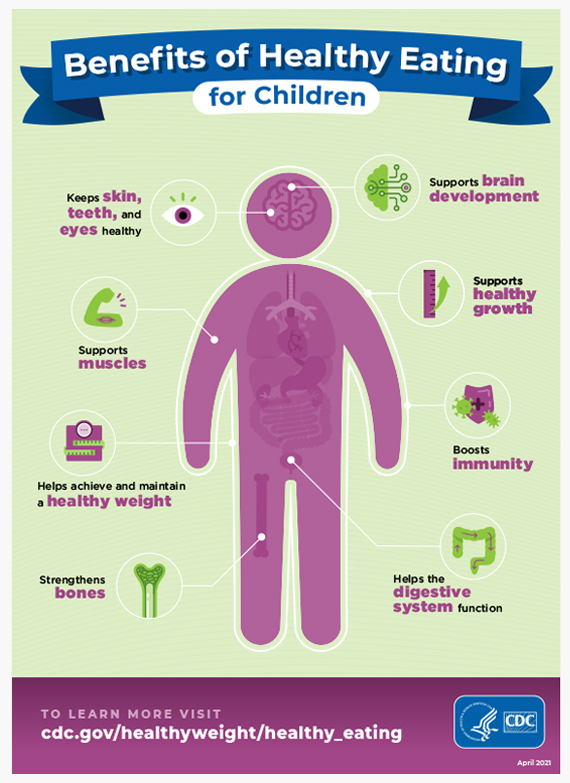 Benefits of Healthy Eating
for Children
Keeps skin,
teeth, and
eyes healthy
Supports brain
development
Supports
healthy
growth
Supports
muscles
Boosts
immunity
Helps achieve and maintain
a healthy weight
Strengthens
bones
Helps the
digestive
system function
TO LEARN MORE VISIT
cdc.gov/healthyweight/healthy_eating
CDC
April 2021